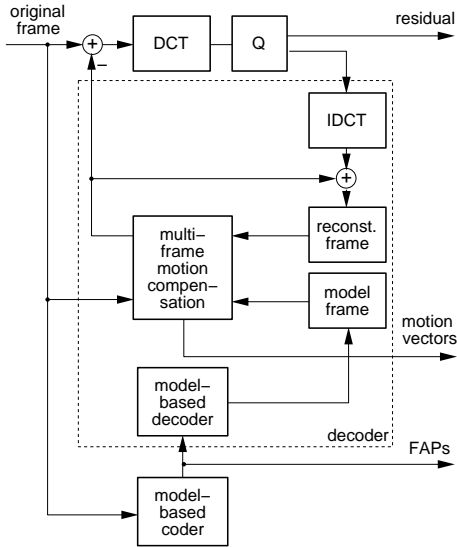 original
frame
residual
+
DCT
Q
−
IDCT
+
multi−
frame
motion
compen−
sation
reconst.
frame
model
frame
motion
vectors
model−
based
decoder
decoder
FAPs
model−
based
coder